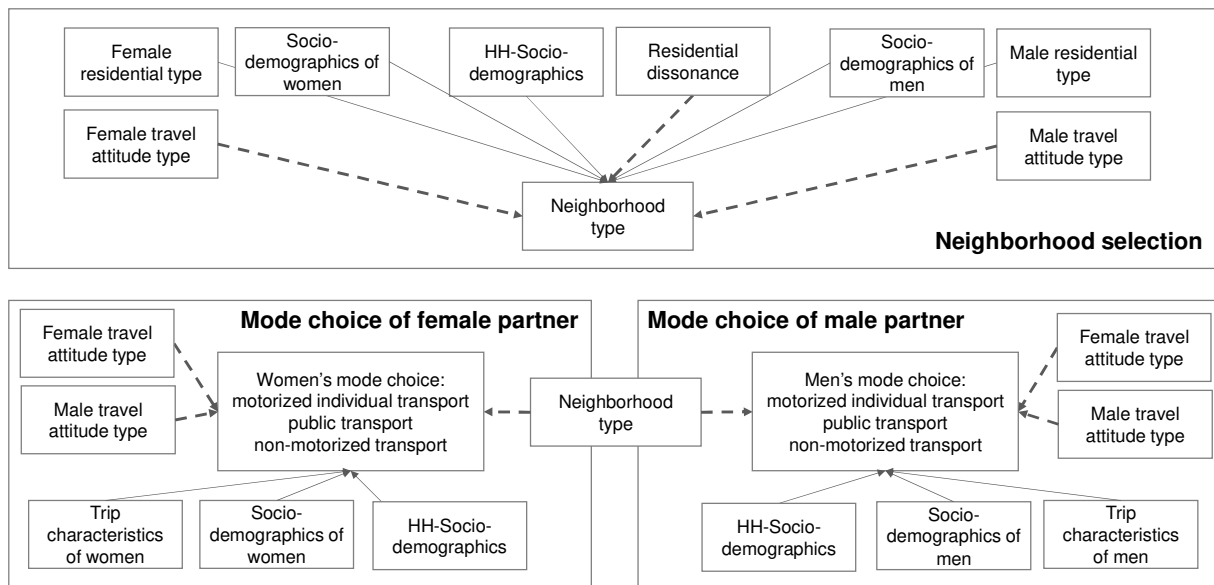 Female
residential type
Socio-
demographics of
women
HH-Socio-
demographics
Residential
dissonance
Socio-
demographics of
men
Male residential
type
Female travel
attitude type
Male travel
attitude type
Neighborhood
type
Neighborhood selection
Mode choice of female partner
Female travel
attitude type
Male travel
attitude type
Women's mode choice:
motorized individual transport
public transport
non-motorized transport
Trip
characteristics
of women
Socio-
demographics of
women
HH-Socio-
demographics
Neighborhood
type
Mode choice of male partner
Men's mode choice:
motorized individual transport
public transport
non-motorized transport
Female travel
attitude type
Male travel
attitude type
HH-Socio-
demographics
Socio-
demographics of
men
Trip
characteristics
of men